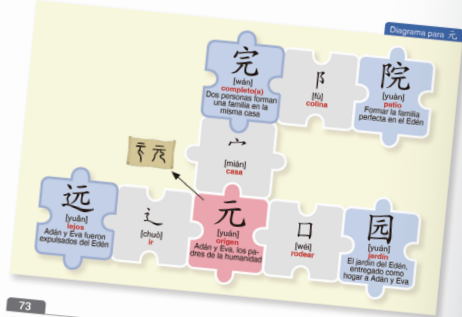 Diagrama para 元
完
[wán]
completo(a)
Dos personas forman
una familia en la
misma casa
阝
[fù]
colina
院
[yuàn]
patio
Formar la familia
perfecta en el Edén
宀
[mián]
casa
远
[yuǎn]
lejos
Adán y Eva fueron
expulsados del Edén
辶
[chuò]
ir
元
[yuán]
origen
Adán y Eva, los pa-
dres de la humanidad
囗
[wéi]
rodear
园
[yuán]
jardín
El jardín del Edén,
entregado como
hogar a Adán y Eva
73